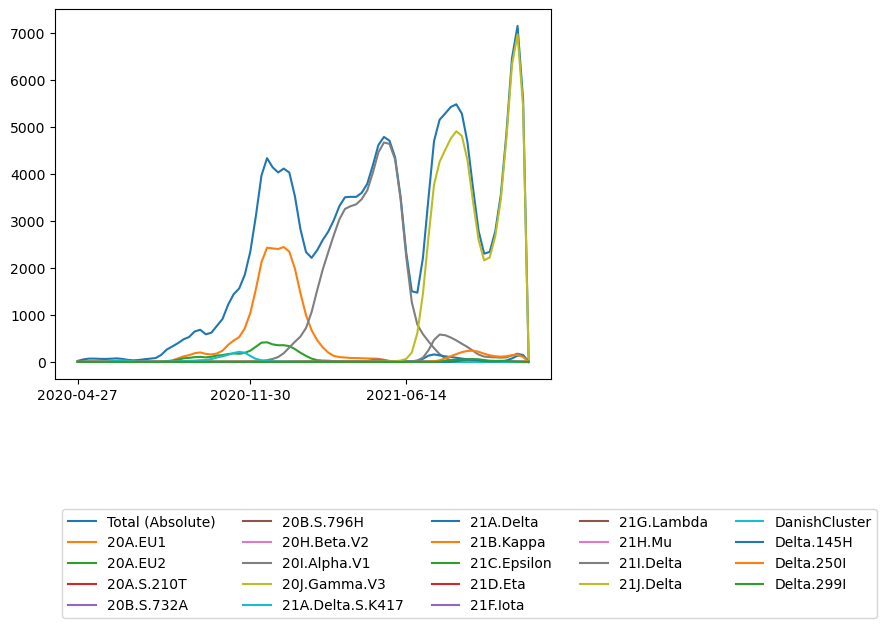 7000
6000
5000
4000
3000
2000
1000
0
2020-04-27 2020-11-30 2021-06-14
Total (Absolute) 20B.S.796H 21A.Delta 21G.Lambda DanishCluster
20A.EU1 20H.Beta.V2 21B.Kappa 21H.Mu Delta.145H
20A.EU2 20I.Alpha.V1 21C.Epsilon 21I.Delta Delta.250I
20A.S.210T 20J.Gamma.V3 21D.Eta 21J.Delta Delta.299I
20B.S.732A 21A.Delta.S.K417 21F.Iota